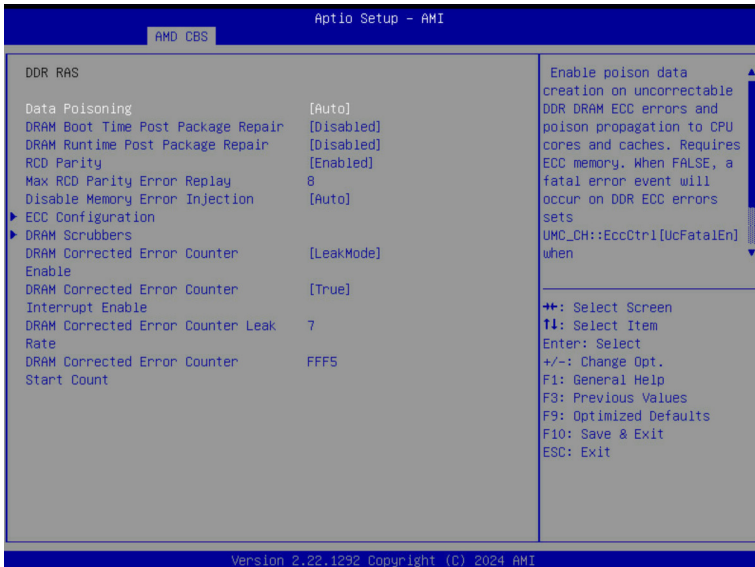 Aptio Setup – AMI
AMD CBS
DDR RAS
Data Poisoning [Auto]
DRAM Boot Time Post Package Repair [Disabled]
DRAM Runtime Post Package Repair [Disabled]
RCD Parity [Enabled]
Max RCD Parity Error Replay 8
Disable Memory Error Injection [Auto]
ECC Configuration
DRAM Scrubbers
DRAM Corrected Error Counter [LeakMode]
Enable
DRAM Corrected Error Counter [True]
Interrupt Enable
DRAM Corrected Error Counter Leak 7
Rate
DRAM Corrected Error Counter FFF5
Start Count
Enable poison data
creation on uncorrectable
DDR DRAM ECC errors and
poison propagation to CPU
cores and caches. Requires
ECC memory. When FALSE, a
fatal error event will
occur on DDR ECC errors
sets
UMC_CH::EccCtrl[UcFatalEn]
when
→←: Select Screen
↑↓: Select Item
Enter: Select
+/-: Change Opt.
F1: General Help
F3: Previous Values
F9: Optimized Defaults
F10: Save & Exit
ESC: Exit
Version 2.22.1292 Copyright (C) 2024 AMI